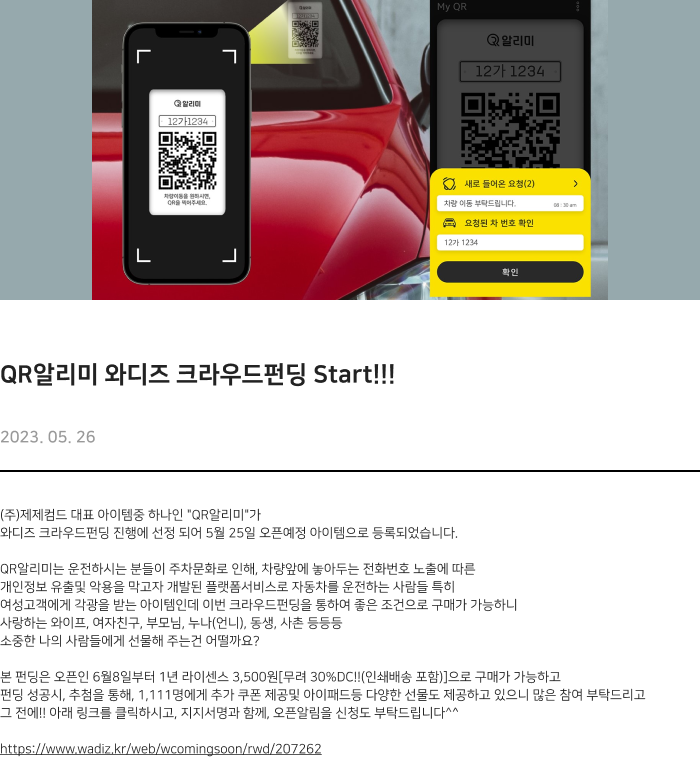 My QR
QR알리미
12가 1234
QR알리미
12가1234
차량이동을 원하시면,
QR을 찍어주세요.
새로 들어온 요청(2)
차량 이동 부탁드립니다.
08 : 30 am
요청된 차 번호 확인
12가 1234
확인
QR알리미 와디즈 크라우드펀딩 Start!!!
2023. 05. 26
(주)제제컴드 대표 아이템중 하나인 "QR알리미"가
와디즈 크라우드펀딩 진행에 선정 되어 5월 25일 오픈예정 아이템으로 등록되었습니다.
QR알리미는 운전하시는 분들이 주차문화로 인해, 차량앞에 놓아두는 전화번호 노출에 따른
개인정보 유출및 악용을 막고자 개발된 플랫폼서비스로 자동차를 운전하는 사람들 특히
여성고객에게 각광을 받는 아이템인데 이번 크라우드펀딩을 통하여 좋은 조건으로 구매가 가능하니
사랑하는 와이프, 여자친구, 부모님, 누나(언니), 동생, 사촌 등등등
소중한 나의 사람들에게 선물해 주는건 어떨까요?
본 펀딩은 오픈인 6월8일부터 1년 라이센스 3,500원[무려 30%DC!!(인쇄배송 포함)]으로 구매가 가능하고
펀딩 성공시, 추첨을 통해, 1,111명에게 추가 쿠폰 제공및 아이패드등 다양한 선물도 제공하고 있으니 많은 참여 부탁드리고
그 전에!! 아래 링크를 클릭하시고, 지지서명과 함께, 오픈알림을 신청도 부탁드립니다^^
https://www.wadiz.kr/web/wcomingsoon/rwd/207262